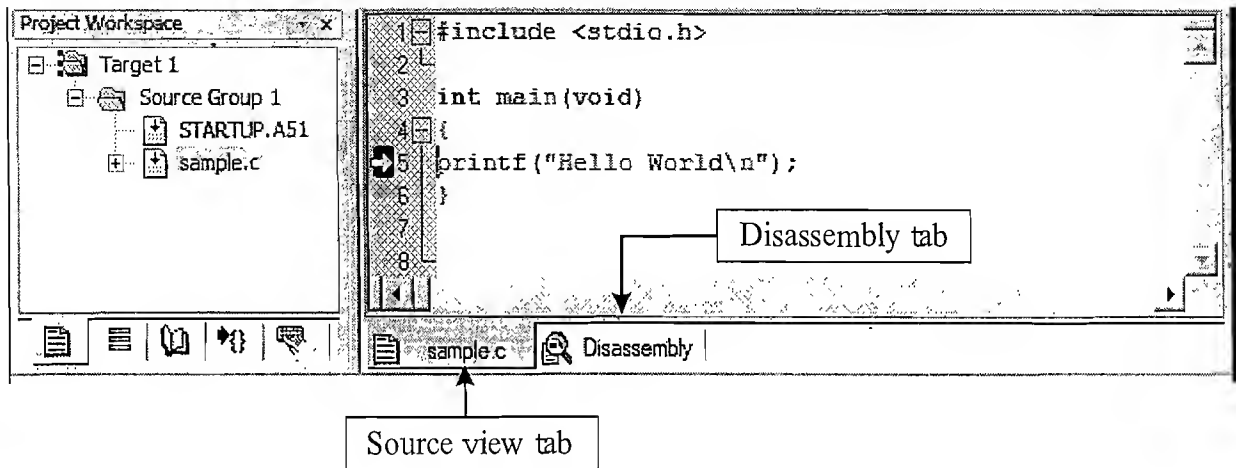 Project Workspace
Target 1
Source Group 1
STARTUP.A51
sample.c
1 #include <stdio.h>
2
3 int main(void)
4 {
5 printf("Hello World\n");
6 }
7
8
Disassembly tab
sample.c
Disassembly
Source view tab